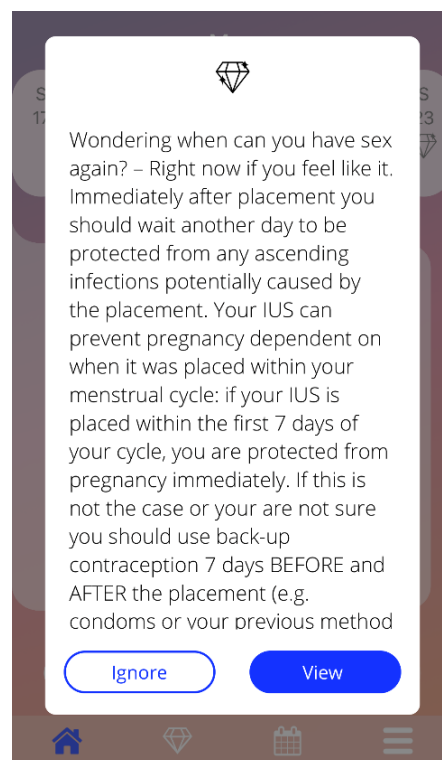 S
17
S
23
Wondering when can you have sex
again? – Right now if you feel like it.
Immediately after placement you
should wait another day to be
protected from any ascending
infections potentially caused by
the placement. Your IUS can
prevent pregnancy dependent on
when it was placed within your
menstrual cycle: if your IUS is
placed within the first 7 days of
your cycle, you are protected from
pregnancy immediately. If this is
not the case or your are not sure
you should use back-up
contraception 7 days BEFORE and
AFTER the placement (e.g.
condoms or your previous method
Ignore
View